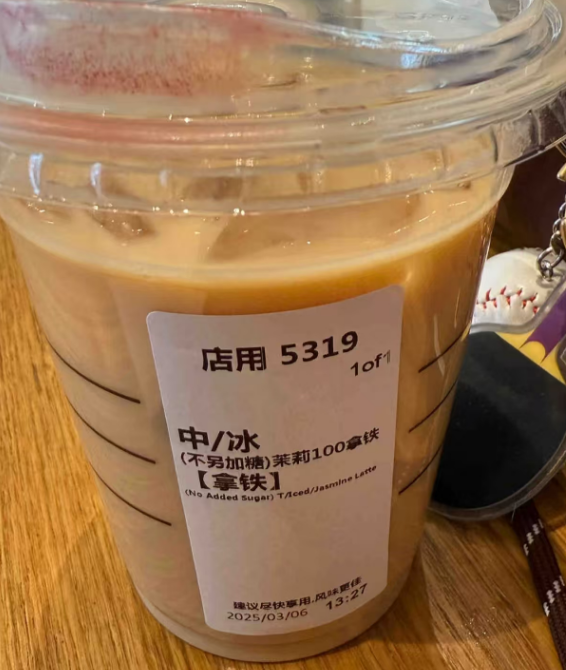 店用 5319
1of1
中/冰
(不另加糖)茉莉100拿铁
【拿铁】
(No Added Sugar) T/Iced/Jasmine Latte
建议尽快享用,风味更佳
2025/03/06 13:27